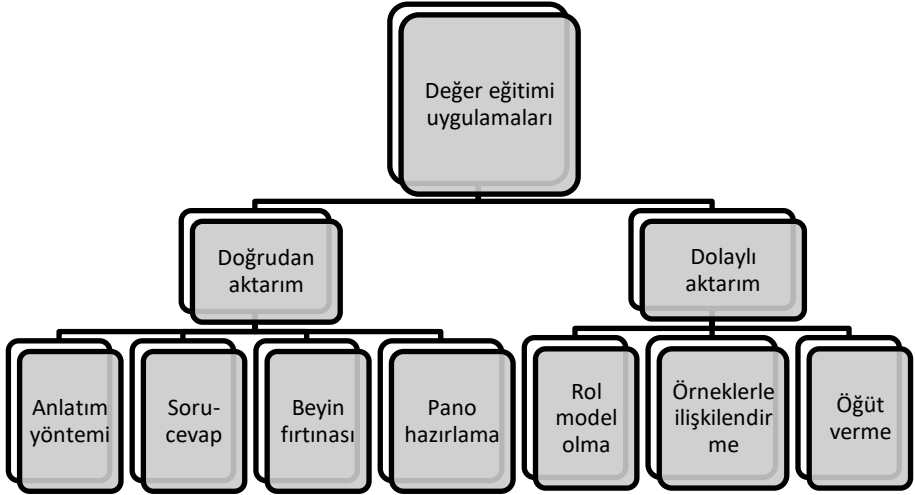 Değer eğitimi
uygulamaları
Doğrudan
aktarım
Dolaylı
aktarım
Anlatım
yöntemi
Soru-
cevap
Beyin
fırtınası
Pano
hazırlama
Rol
model
olma
Örneklerle
ilişkilendir
me
Öğüt
verme